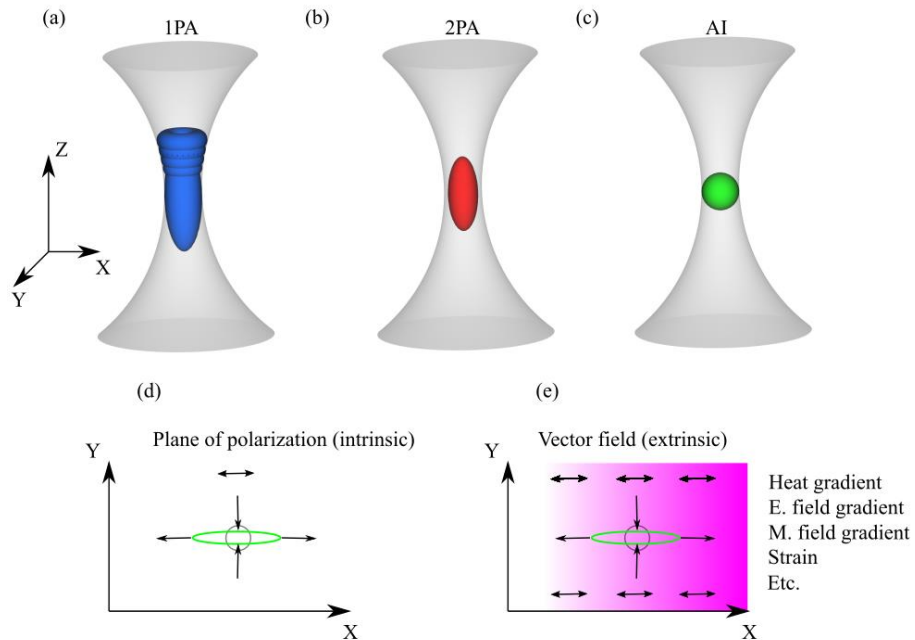 (a)
1PA
(b)
2PA
(c)
AI
Z
X
Y
(d)
Plane of polarization (intrinsic)
Y
X
(e)
Vector field (extrinsic)
Y
X
Heat gradient
E. field gradient
M. field gradient
Strain
Etc.